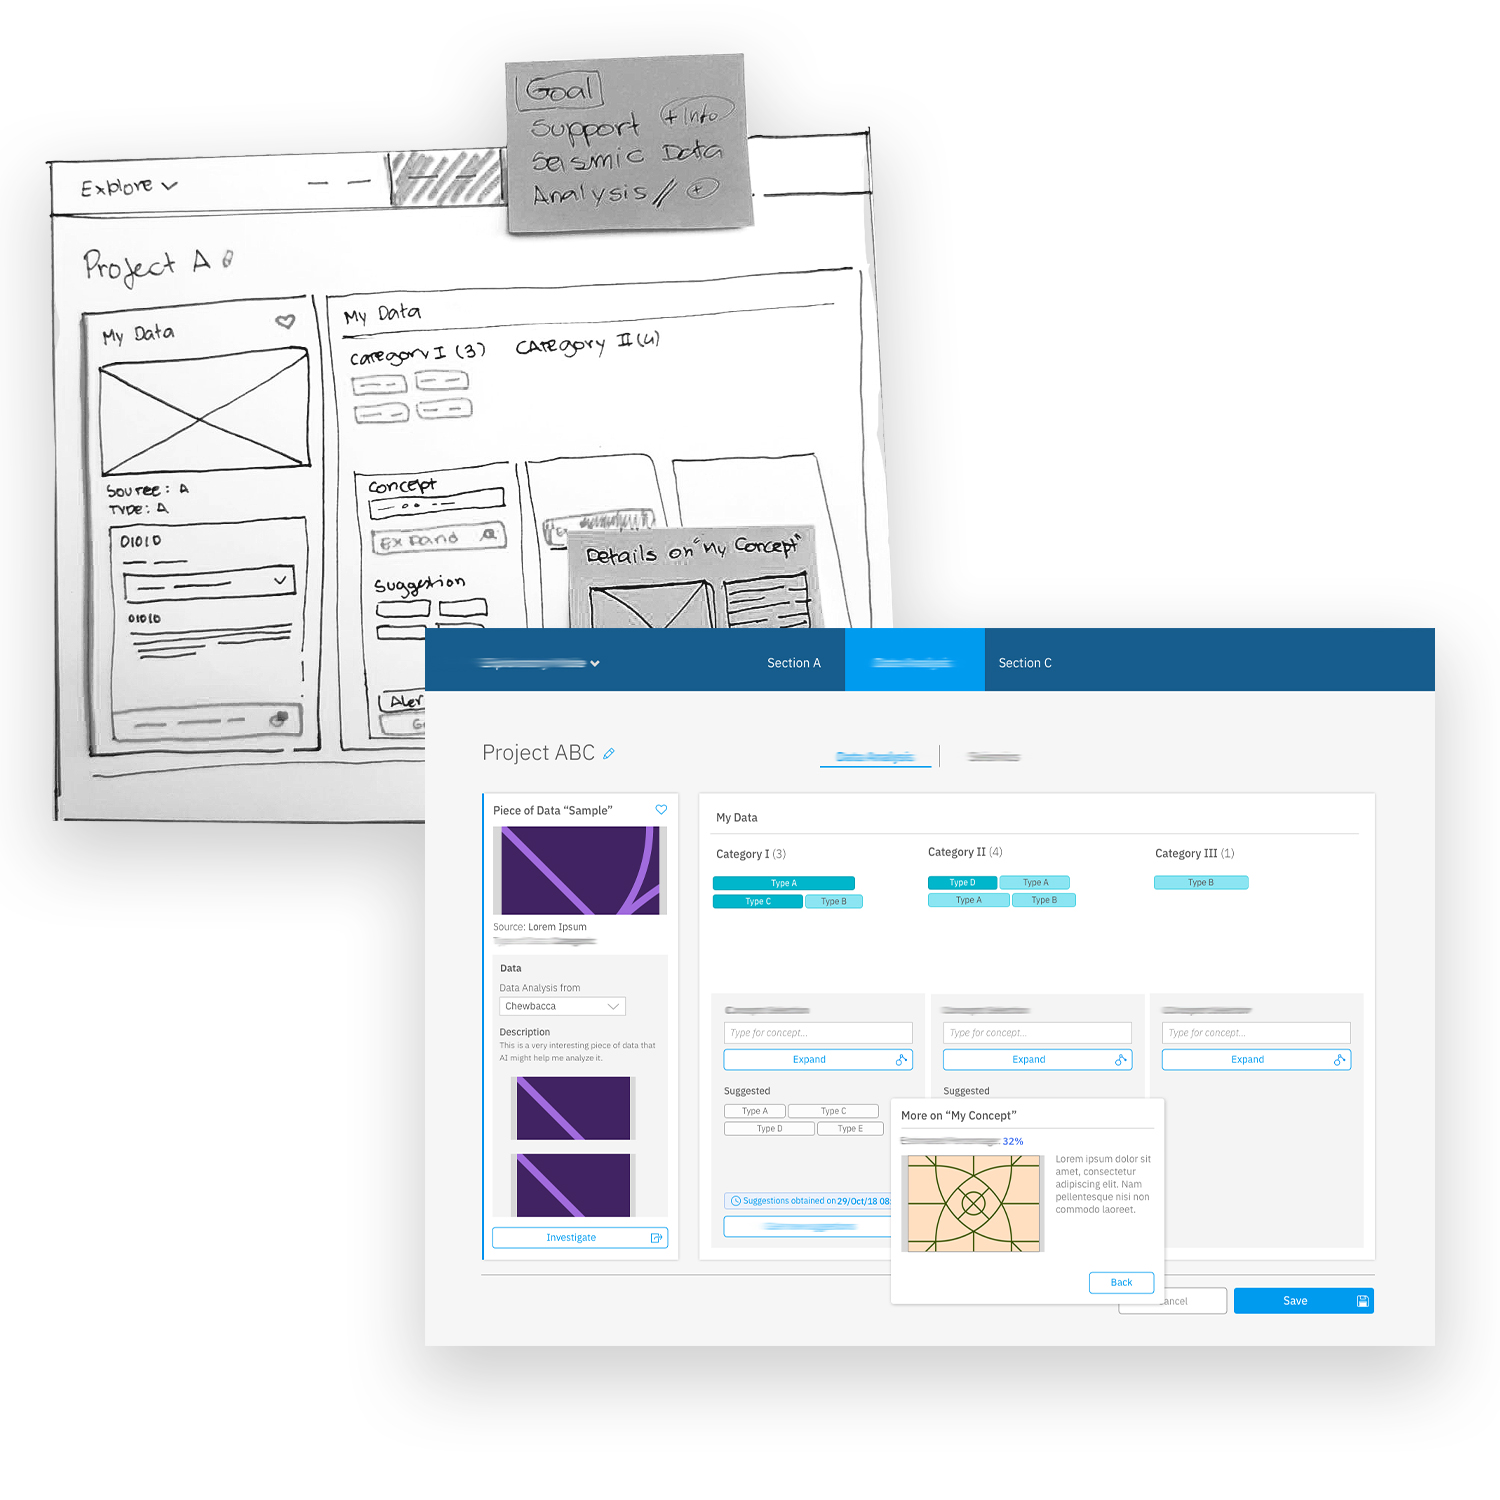 Goal
Support + Info
Seismic Data
Analysis // +
Explore
Project A
My Data
Source: A
Type: A
01010
01010
My Data
Category I (3) Category II (4)
Concept
Expand
Suggestion
Aler
G
Details on "My Concept"
Section A
Section C
Project ABC
Piece of Data “Sample”
Source: Lorem Ipsum
Data
Data Analysis from
Chewbacca
Description
This is a very interesting piece of data that
AI might help me analyze it.
Investigate
My Data
Category I (3)
Type A
Type C Type B
Category II (4)
Type D Type A
Type A Type B
Category III (1)
Type B
Type for concept...
Expand
Suggested
Type A Type C
Type D Type E
Suggestions obtained on 29/Oct/18 08:
Type for concept...
Expand
Suggested
Type for concept...
Expand
More on “My Concept”
32%
Lorem ipsum dolor sit
amet, consectetur
adipiscing elit. Nam
pellentesque nisi non
commodo laoreet.
Back
ancel
Save